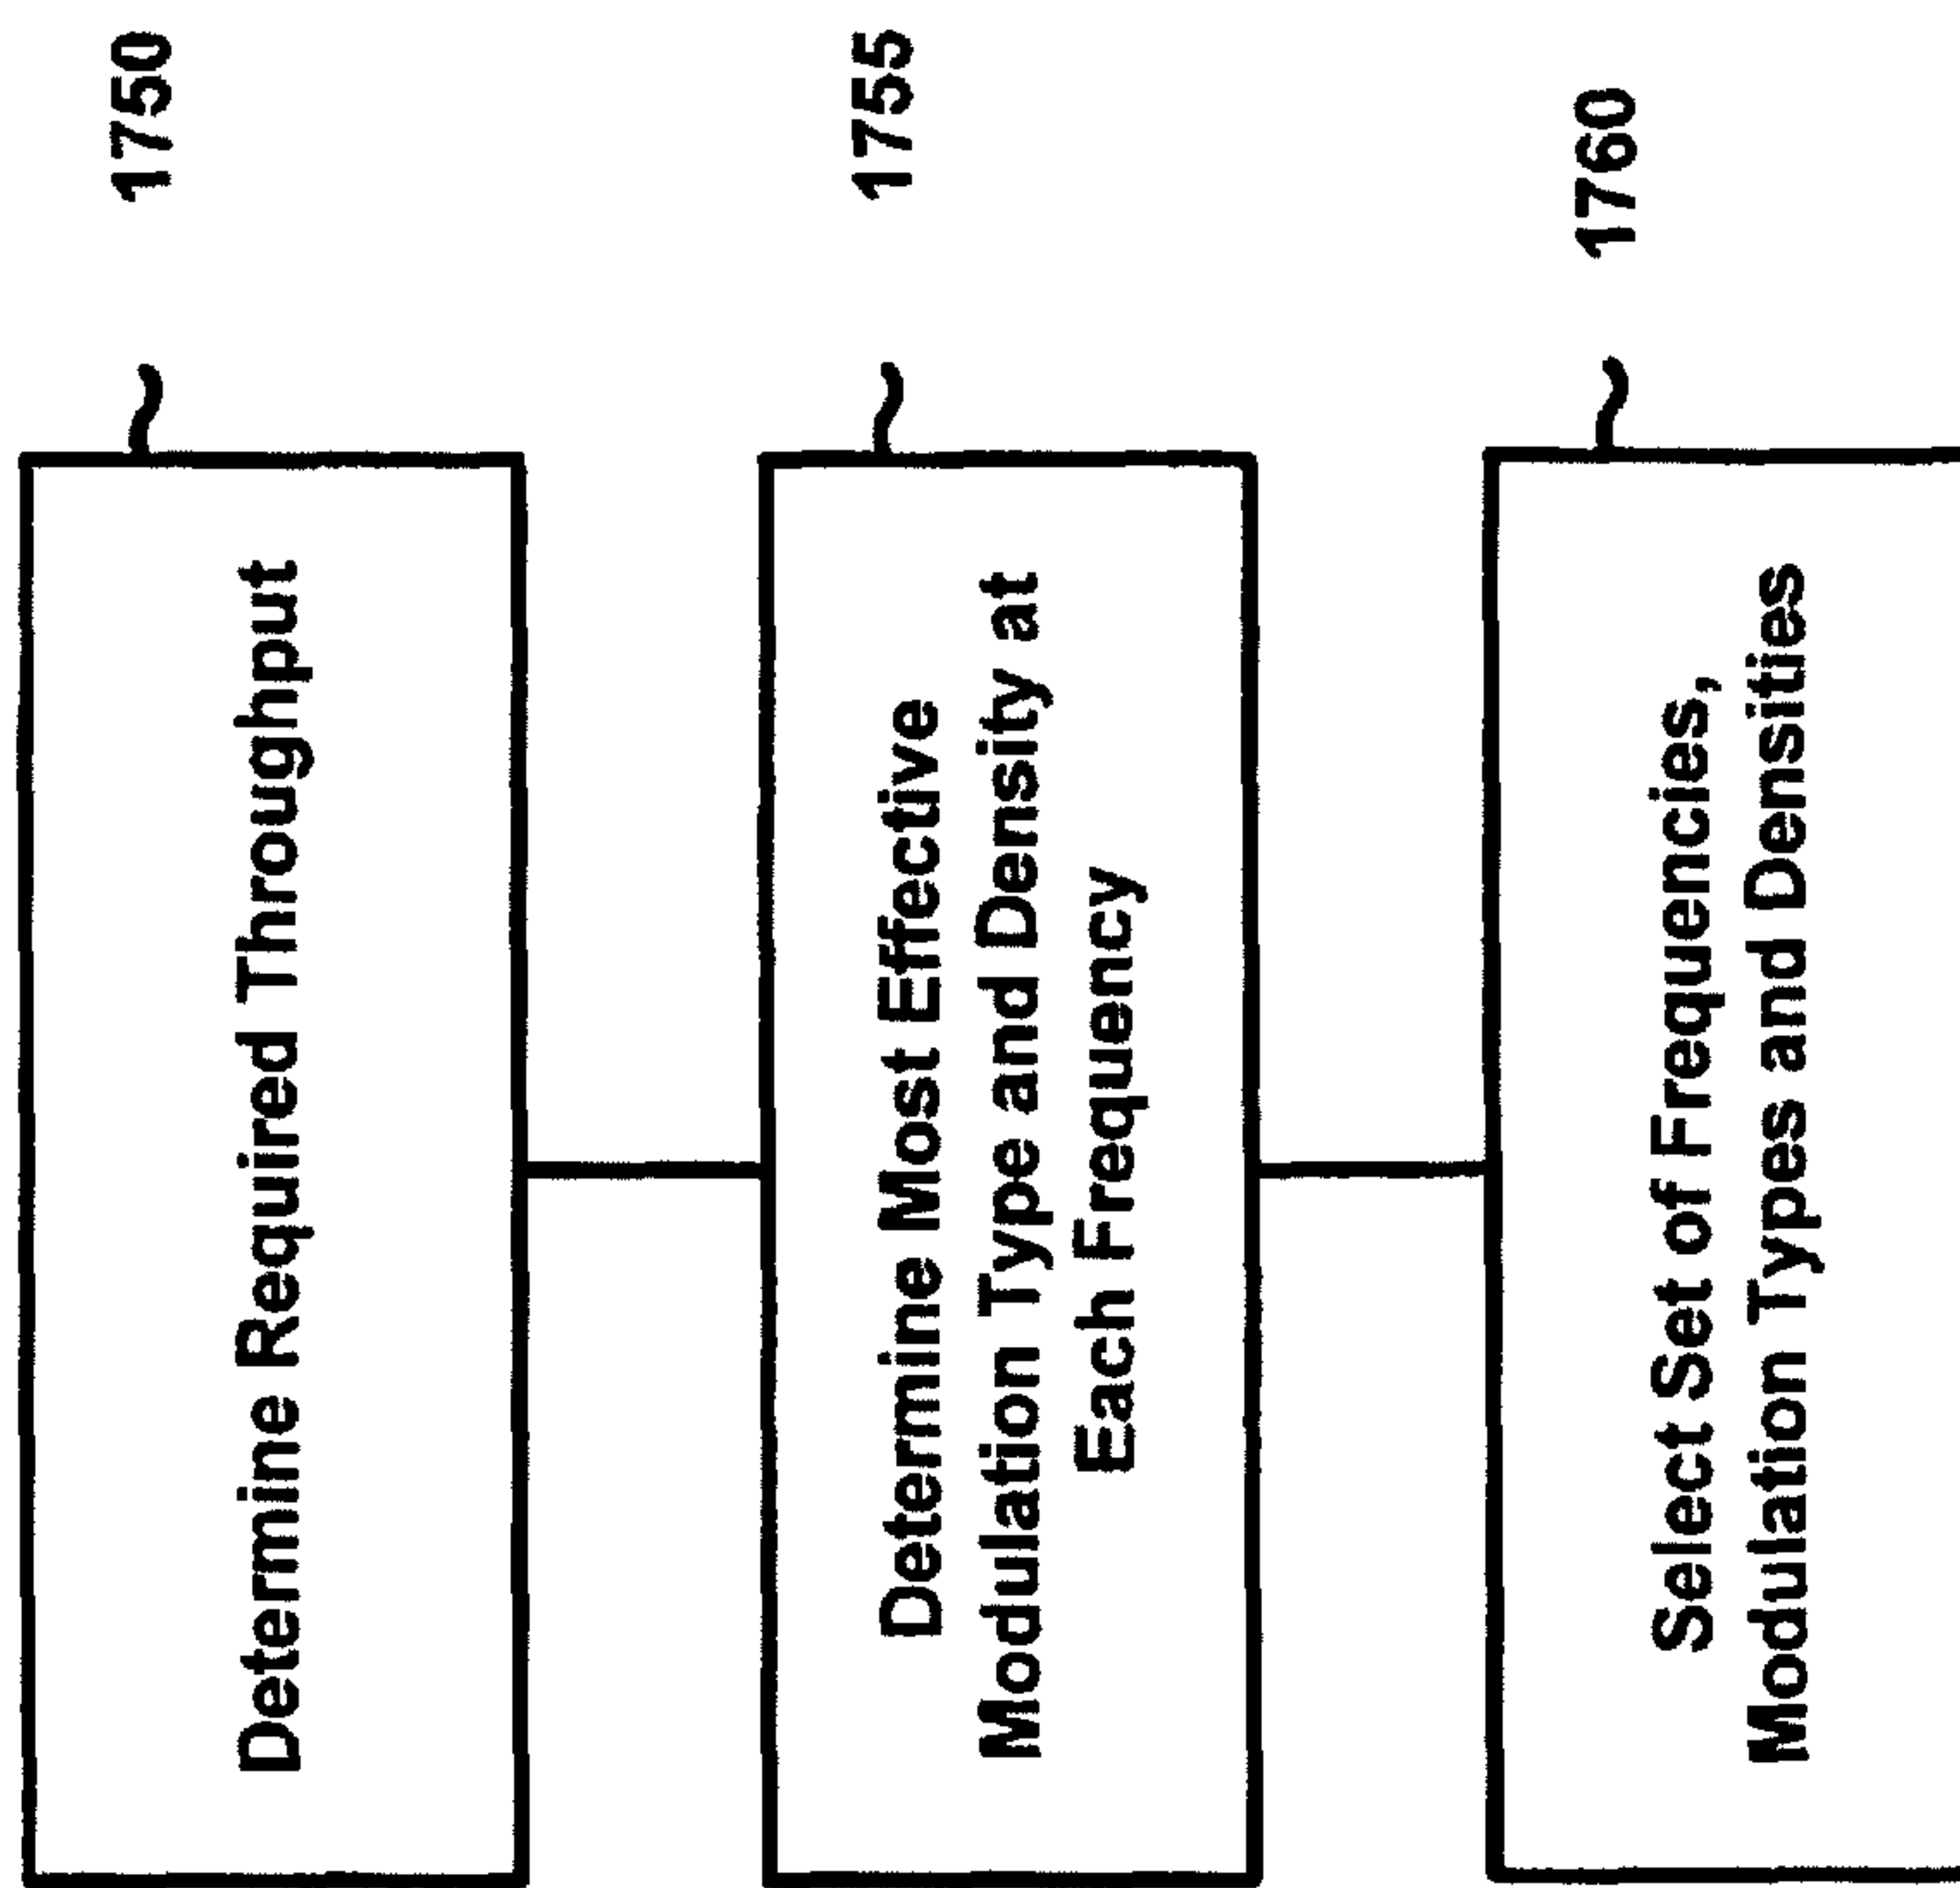 1750
Determine Required Throughput
1755
Determine Most Effective
Modulation Type and Density at
Each Frequency
1760
Select Set of Frequencies,
Modulation Types and Densities